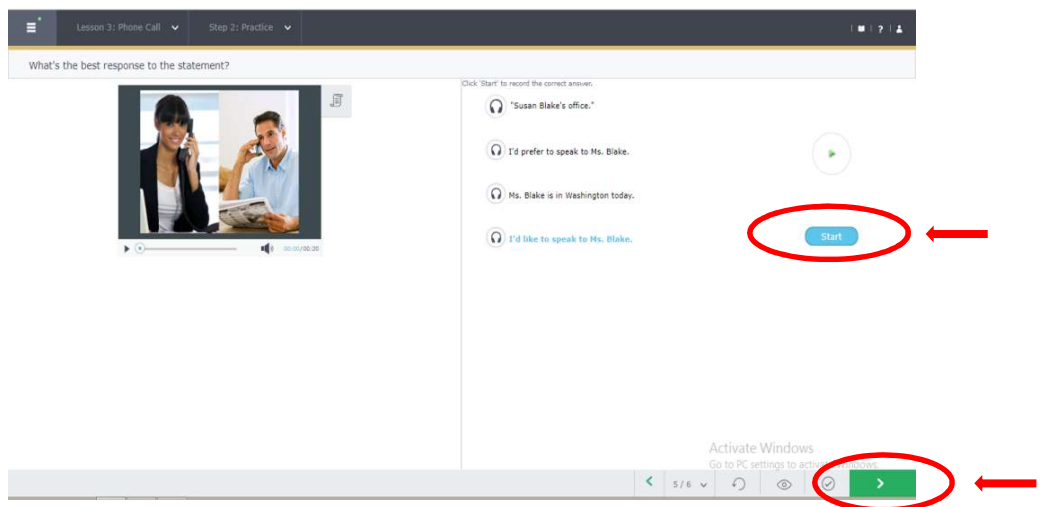 Lesson 3: Phone Call Step 2: Practice ?
What's the best response to the statement?
Click 'Start' to record the correct answer.
"Susan Blake's office."
I'd prefer to speak to Ms. Blake.
Ms. Blake is in Washington today.
I'd like to speak to Ms. Blake.
Start
00:00/00:30
Activate Windows
Go to PC settings to activate Windows.
5 / 6